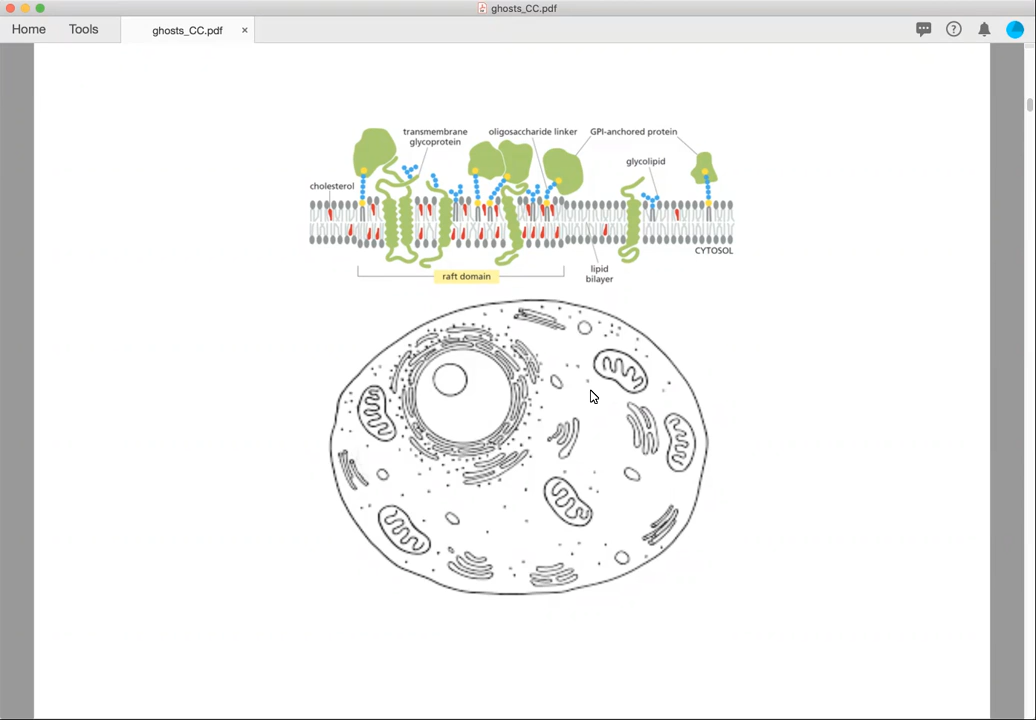 ghosts_CC.pdf
Home
Tools
ghosts_CC.pdf
×
?
transmembrane
glycoprotein
oligosaccharide linker
GPI-anchored protein
glycolipid
cholesterol
CYTOSOL
lipid
bilayer
raft domain